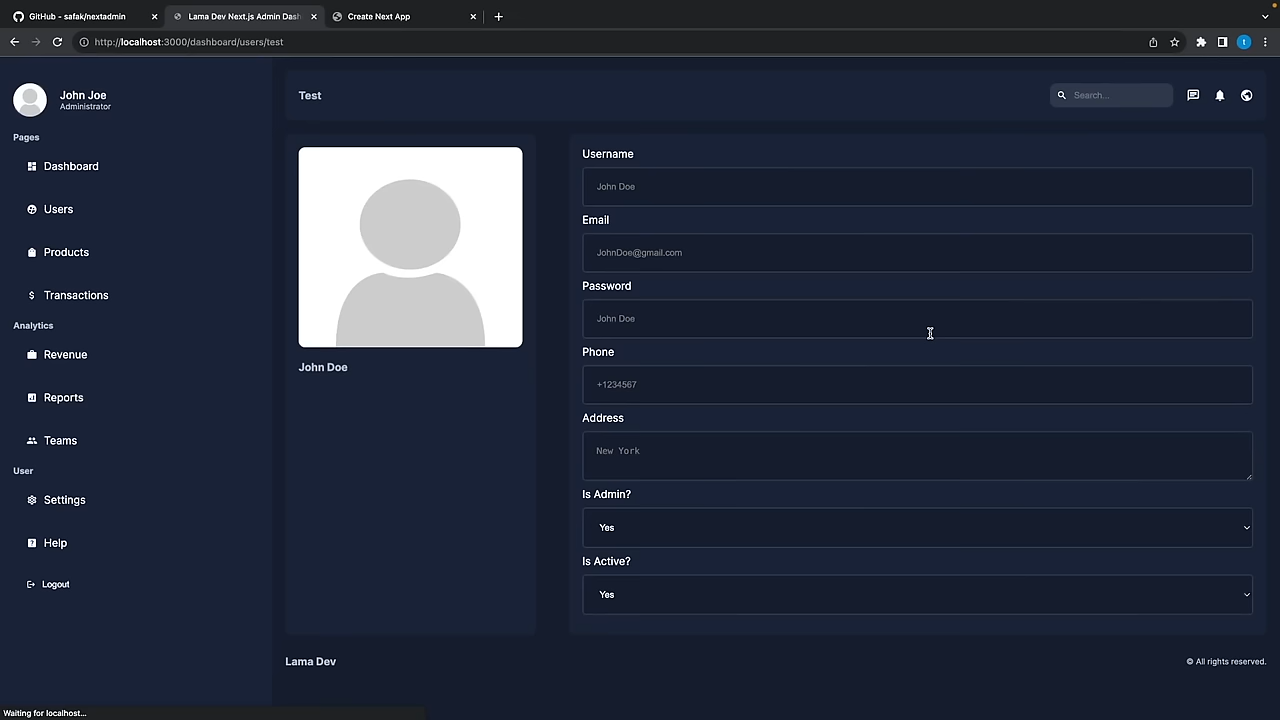 GitHub - safak/nextadmin
Lama Dev Next.js Admin Dash
Create Next App
http://localhost:3000/dashboard/users/test
t
John Joe
Administrator
Pages
Dashboard
Users
Products
Transactions
Analytics
Revenue
Reports
Teams
User
Settings
Help
Logout
Test
Search...
John Doe
Username
John Doe
Email
JohnDoe@gmail.com
Password
John Doe
Phone
+1234567
Address
New York
Is Admin?
Yes
Is Active?
Yes
Lama Dev
© All rights reserved.
Waiting for localhost...